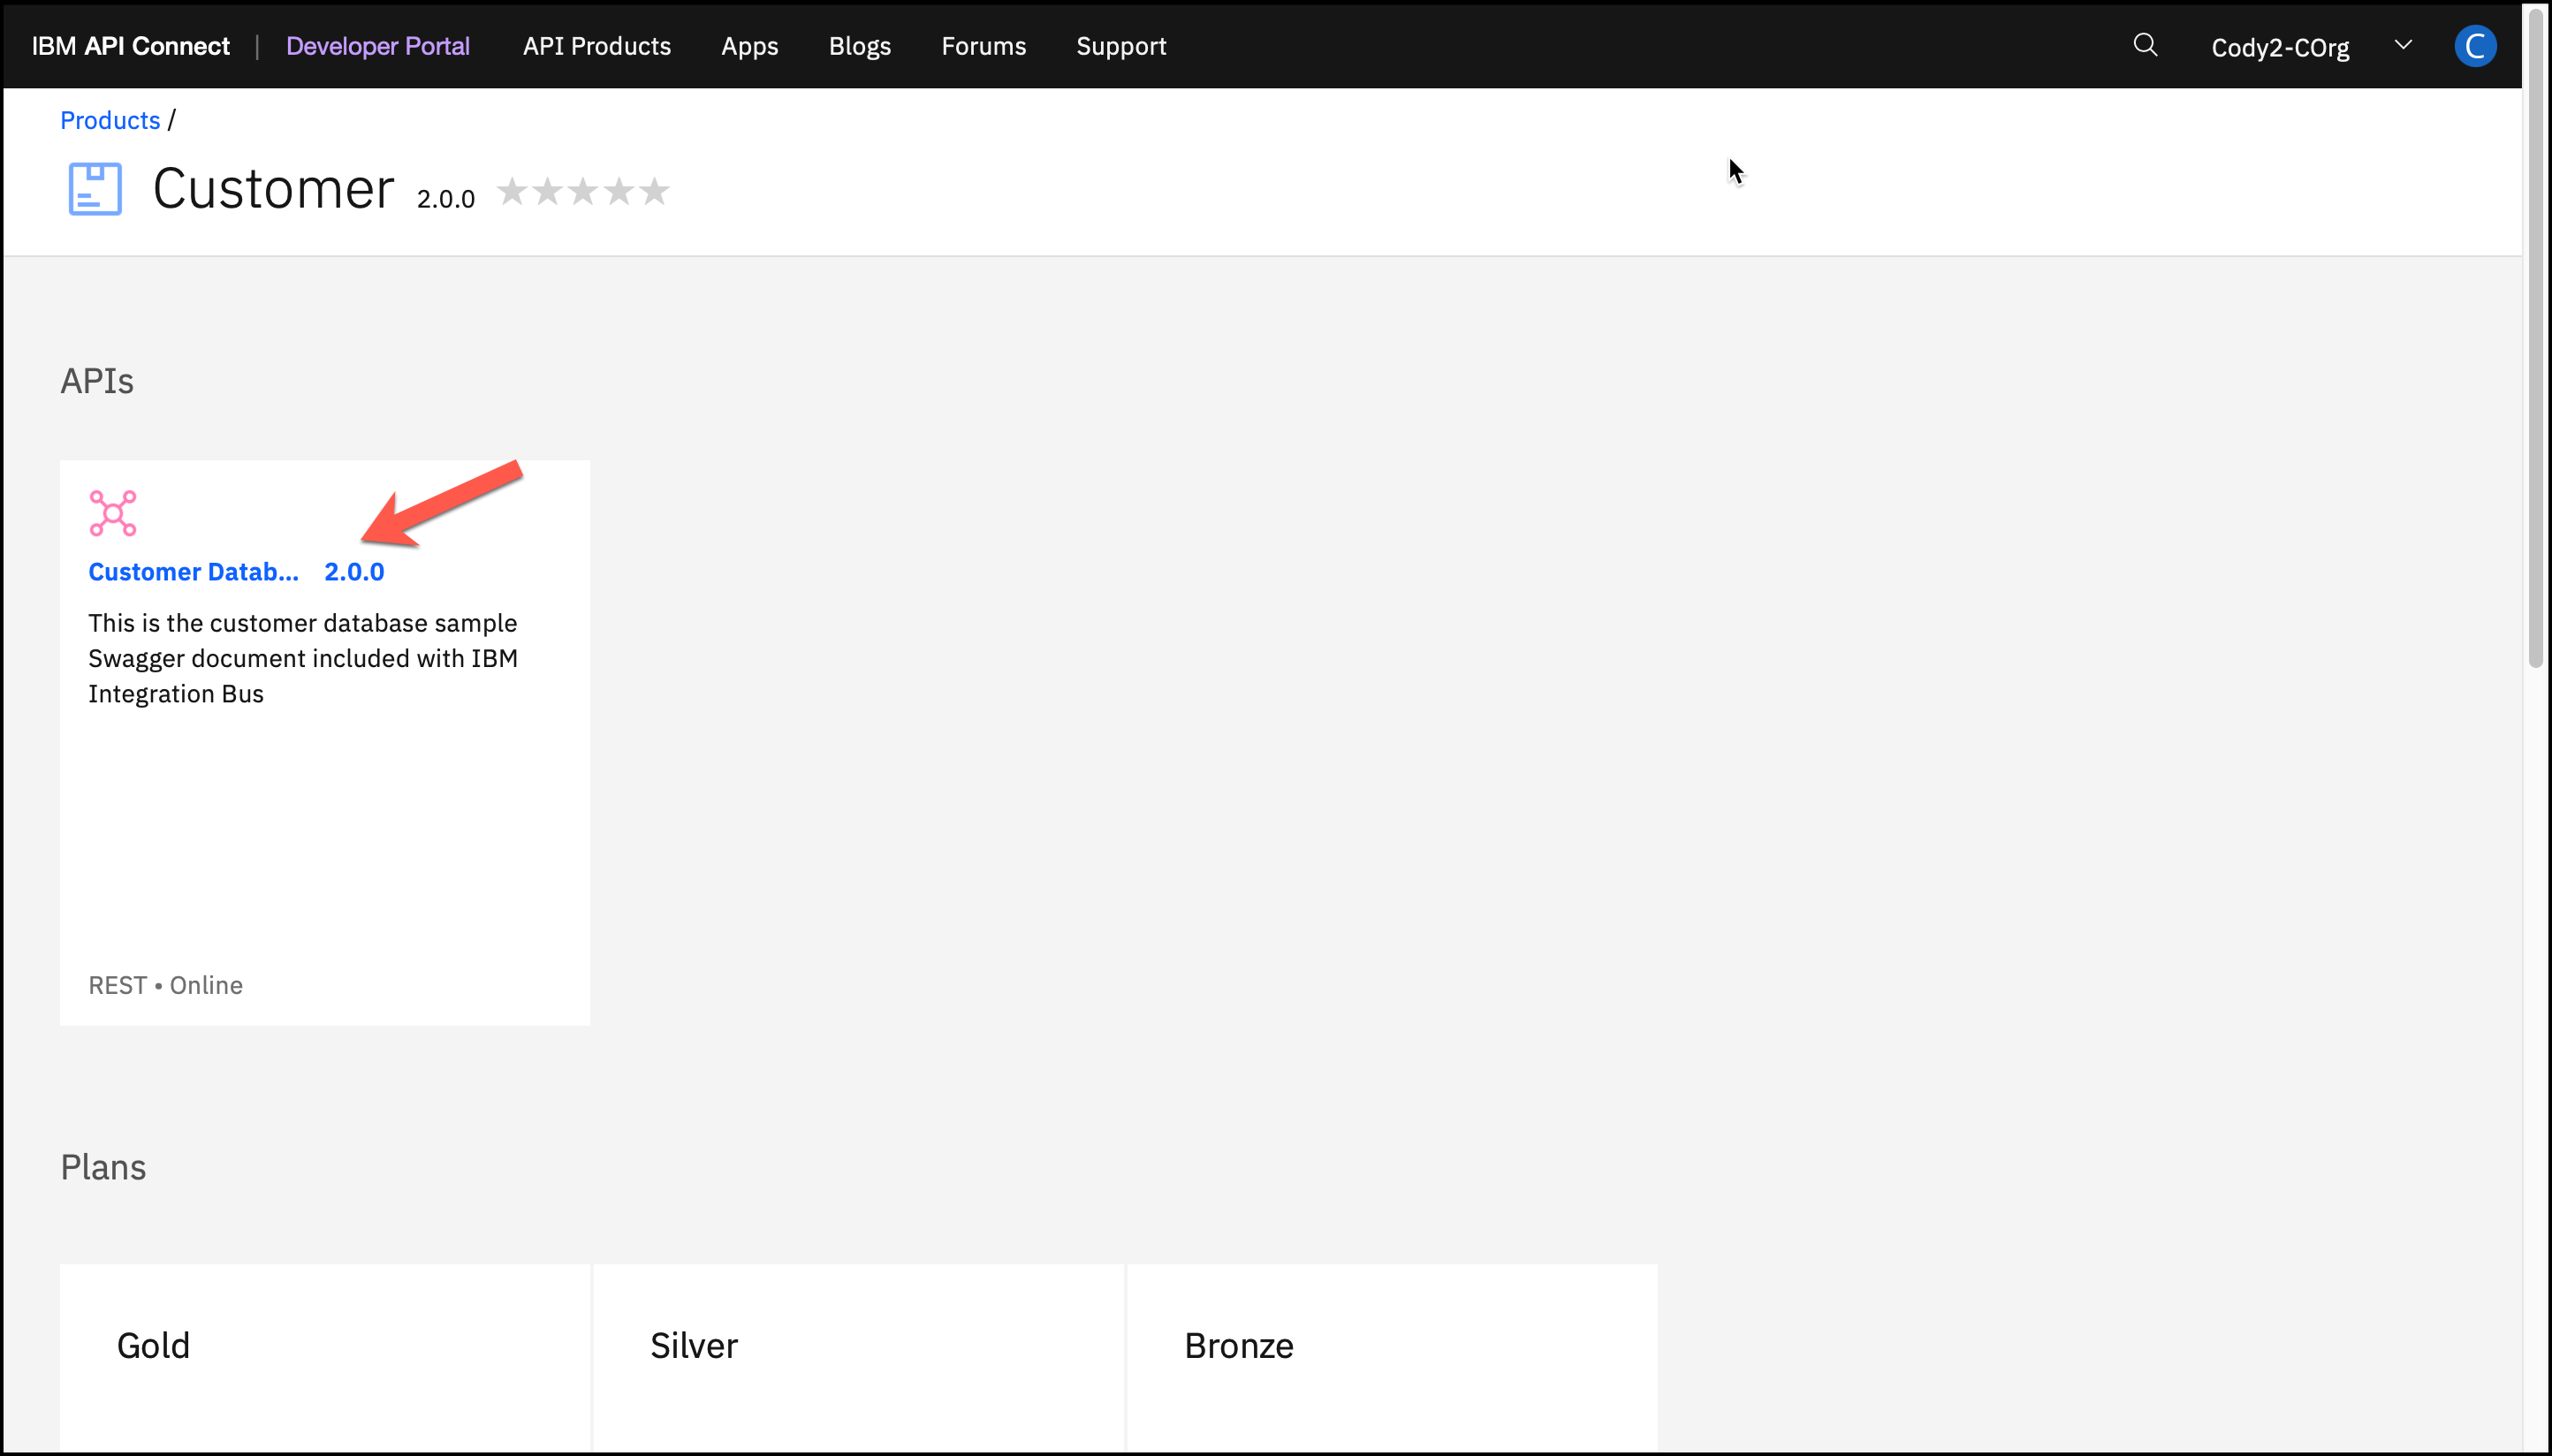 IBM API Connect | Developer Portal API Products Apps Blogs Forums Support Cody2-COrg C
Products /
Customer 2.0.0
APIs
Customer Datab... 2.0.0
This is the customer database sample
Swagger document included with IBM
Integration Bus
REST • Online
Plans
Gold Silver Bronze